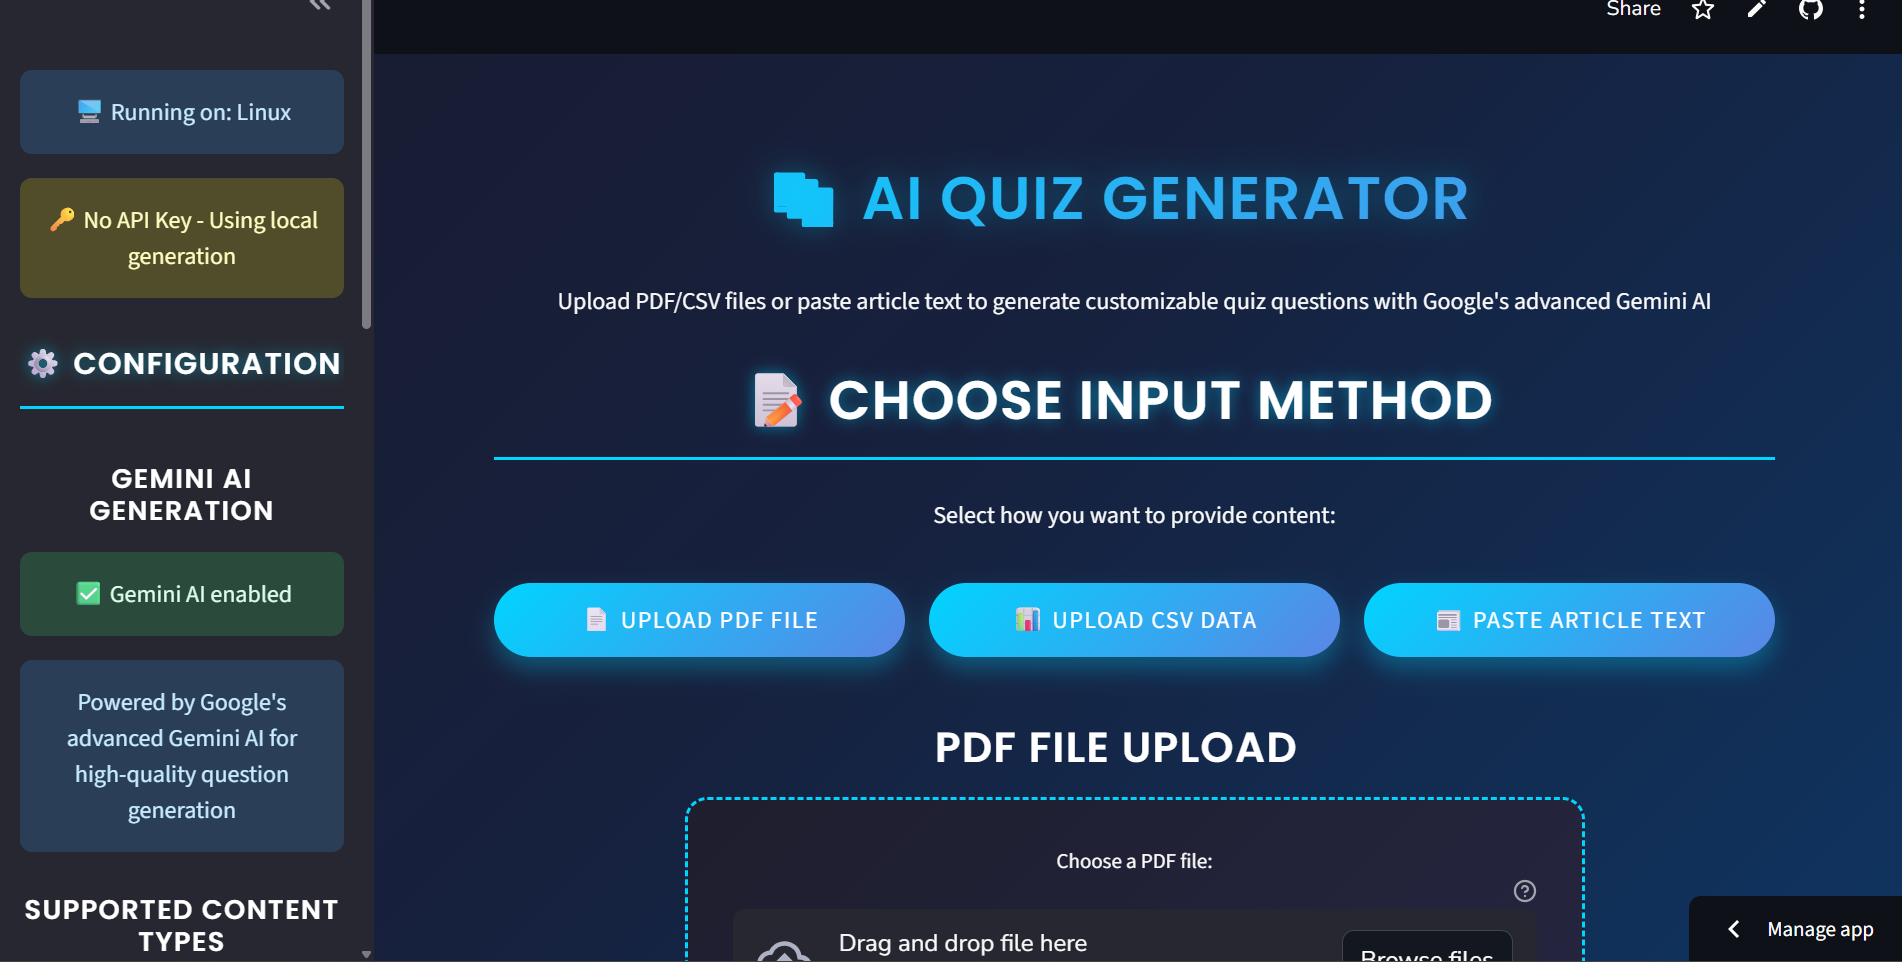 Share
Running on: Linux
No API Key - Using local
generation
CONFIGURATION
GEMINI AI
GENERATION
Gemini AI enabled
Powered by Google's
advanced Gemini AI for
high-quality question
generation
SUPPORTED CONTENT
TYPES
AI QUIZ GENERATOR
Upload PDF/CSV files or paste article text to generate customizable quiz questions with Google's advanced Gemini AI
CHOOSE INPUT METHOD
Select how you want to provide content:
UPLOAD PDF FILE
UPLOAD CSV DATA
PASTE ARTICLE TEXT
PDF FILE UPLOAD
Choose a PDF file:
Drag and drop file here
Browse files
Manage app